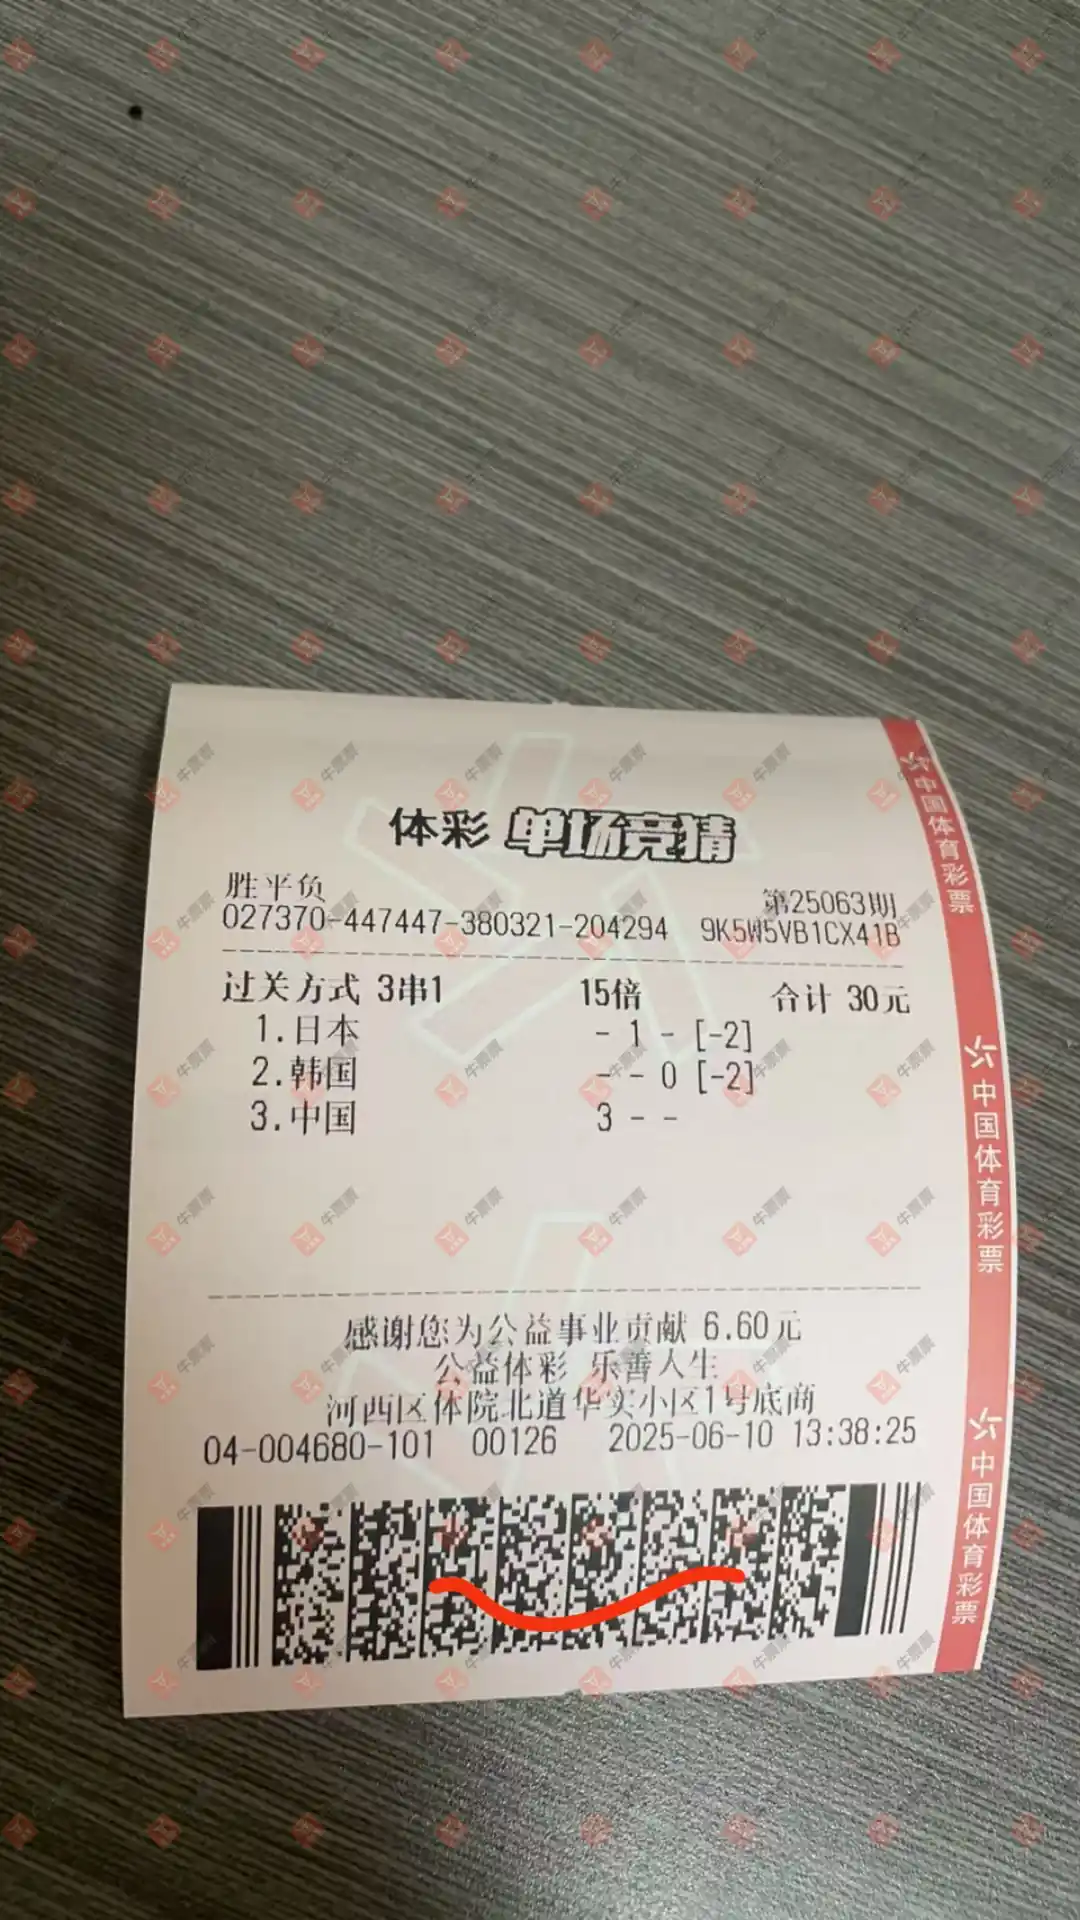 体彩 单场竞猜
胜平负
第25063期
027370-447447-380321-204294 9K5W5VB1CX41B
过关方式 3串1 15倍 合计 30元
1.日本 - 1 - [-2]
2.韩国 - - 0 [-2]
3.中国 3 - -
感谢您为公益事业贡献 6.60元
公益体彩 乐善人生
河西区体院北道华实小区1号底商
04-004680-101 00126 2025-06-10 13:38:25
中国体育彩票
中国体育彩票
中国体育彩票
牛票票